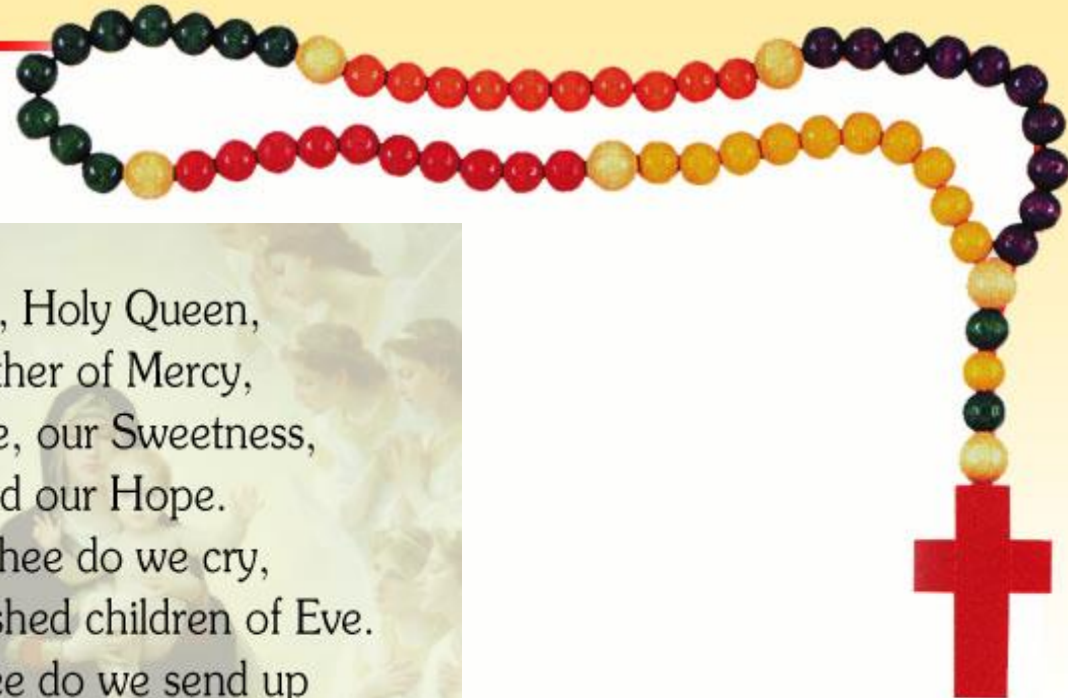 , Holy Queen,
ther of Mercy,
e, our Sweetness,
d our Hope.
hee do we cry,
shed children of Eve.
ee do we send up